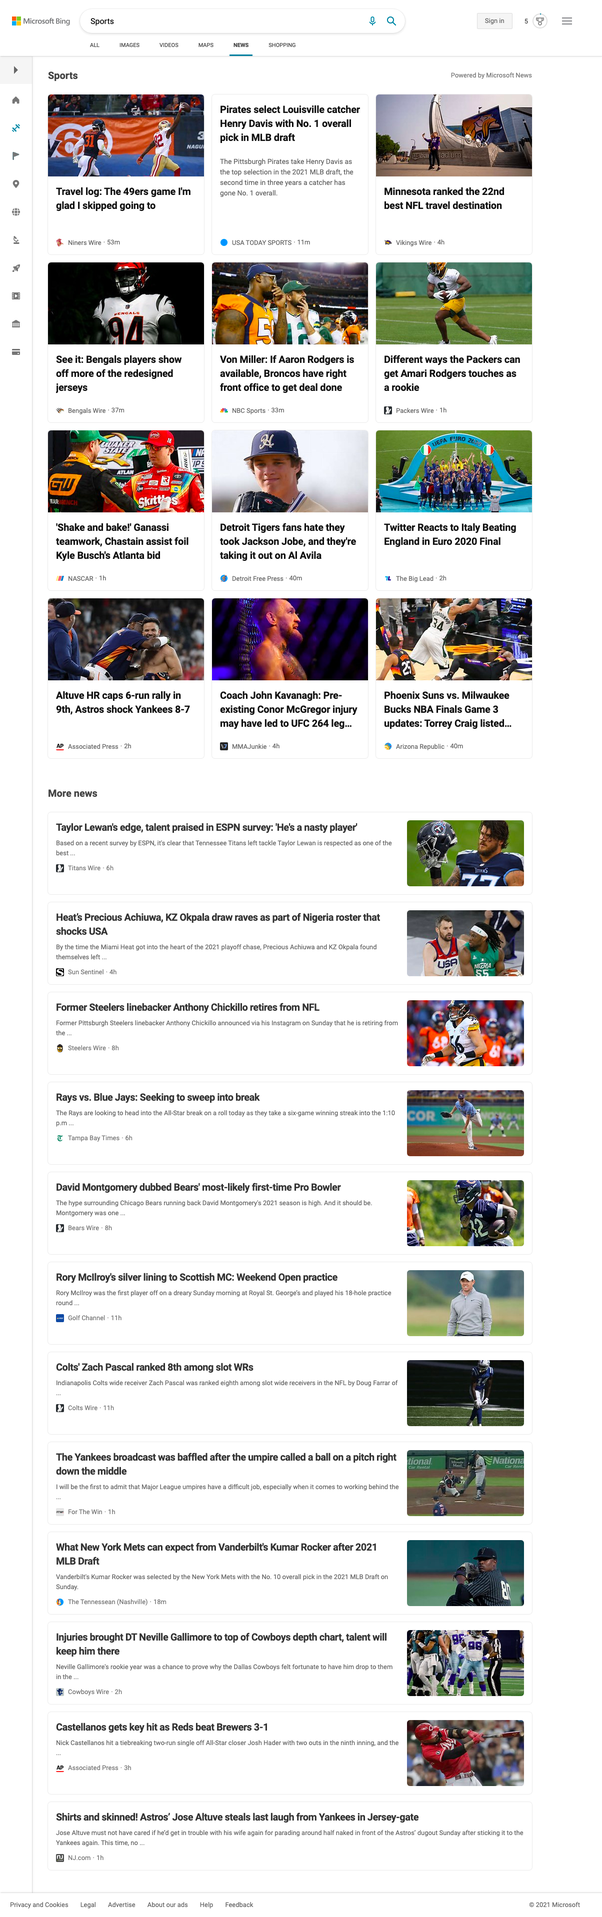 Microsoft Bing
Sports
Sign in
5
ALL
IMAGES
VIDEOS
MAPS
NEWS
SHOPPING
Sports
Powered by Microsoft News
Travel log: The 49ers game I'm
glad I skipped going to
Niners Wire · 53m
Pirates select Louisville catcher
Henry Davis with No. 1 overall
pick in MLB draft
The Pittsburgh Pirates take Henry Davis as
the top selection in the 2021 MLB draft, the
second time in three years a catcher has
gone No. 1 overall.
USA TODAY SPORTS · 11m
Minnesota ranked the 22nd
best NFL travel destination
Vikings Wire · 4h
See it: Bengals players show
off more of the redesigned
jerseys
Bengals Wire · 37m
Von Miller: If Aaron Rodgers is
available, Broncos have right
front office to get deal done
NBC Sports · 33m
Different ways the Packers can
get Amari Rodgers touches as
a rookie
Packers Wire · 1h
'Shake and bake!' Ganassi
teamwork, Chastain assist foil
Kyle Busch's Atlanta bid
NASCAR · 1h
Detroit Tigers fans hate they
took Jackson Jobe, and they're
taking it out on Al Avila
Detroit Free Press · 40m
Twitter Reacts to Italy Beating
England in Euro 2020 Final
The Big Lead · 2h
Altuve HR caps 6-run rally in
9th, Astros shock Yankees 8-7
Associated Press · 2h
Coach John Kavanagh: Pre-
existing Conor McGregor injury
may have led to UFC 264 leg...
MMAJunkie · 4h
Phoenix Suns vs. Milwaukee
Bucks NBA Finals Game 3
updates: Torrey Craig listed...
Arizona Republic · 40m
More news
Taylor Lewan's edge, talent praised in ESPN survey: 'He's a nasty player'
Based on a recent survey by ESPN, it's clear that Tennessee Titans left tackle Taylor Lewan is respected as one of the
best ...
Titans Wire · 6h
Heat's Precious Achiuwa, KZ Okpala draw raves as part of Nigeria roster that
shocks USA
By the time the Miami Heat got into the heart of the 2021 playoff chase, Precious Achiuwa and KZ Okpala found
themselves left ...
Sun Sentinel · 4h
Former Steelers linebacker Anthony Chickillo retires from NFL
Former Pittsburgh Steelers linebacker Anthony Chickillo announced via his Instagram on Sunday that he is retiring from
the ...
Steelers Wire · 8h
Rays vs. Blue Jays: Seeking to sweep into break
The Rays are looking to head into the All-Star break on a roll today as they take a six-game winning streak into the 1:10
p.m ...
Tampa Bay Times · 6h
David Montgomery dubbed Bears' most-likely first-time Pro Bowler
The hype surrounding Chicago Bears running back David Montgomery's 2021 season is high. And it should be.
Montgomery was one ...
Bears Wire · 8h
Rory McIlroy's silver lining to Scottish MC: Weekend Open practice
Rory McIlroy was the first player off on a dreary Sunday morning at Royal St. George's and played his 18-hole practice
round ...
Golf Channel · 11h
Colts' Zach Pascal ranked 8th among slot WRs
Indianapolis Colts wide receiver Zach Pascal was ranked eighth among slot wide receivers in the NFL by Doug Farrar of
...
Colts Wire · 11h
The Yankees broadcast was baffled after the umpire called a ball on a pitch right
down the middle
I will be the first to admit that Major League umpires have a difficult job, especially when it comes to working behind the
...
For The Win · 1h
What New York Mets can expect from Vanderbilt's Kumar Rocker after 2021
MLB Draft
Vanderbilt's Kumar Rocker was selected by the New York Mets with the No. 10 overall pick in the 2021 MLB Draft on
Sunday.
The Tennessean (Nashville) · 18m
Injuries brought DT Neville Gallimore to top of Cowboys depth chart, talent will
keep him there
Neville Gallimore's rookie year was a chance to prove why the Dallas Cowboys felt fortunate to have him drop to them
in the ...
Cowboys Wire · 2h
Castellanos gets key hit as Reds beat Brewers 3-1
Nick Castellanos hit a tiebreaking two-run single off All-Star closer Josh Hader with two outs in the ninth inning, and the
...
Associated Press · 3h
Shirts and skinned! Astros' Jose Altuve steals last laugh from Yankees in Jersey-gate
Jose Altuve must not have cared if he'd get in trouble with his wife again for parading around half naked in front of the Astros' dugout Sunday after sticking it to the
Yankees again. This time, no ...
NJ.com · 1h
Privacy and Cookies
Legal
Advertise
About our ads
Help
Feedback
© 2021 Microsoft